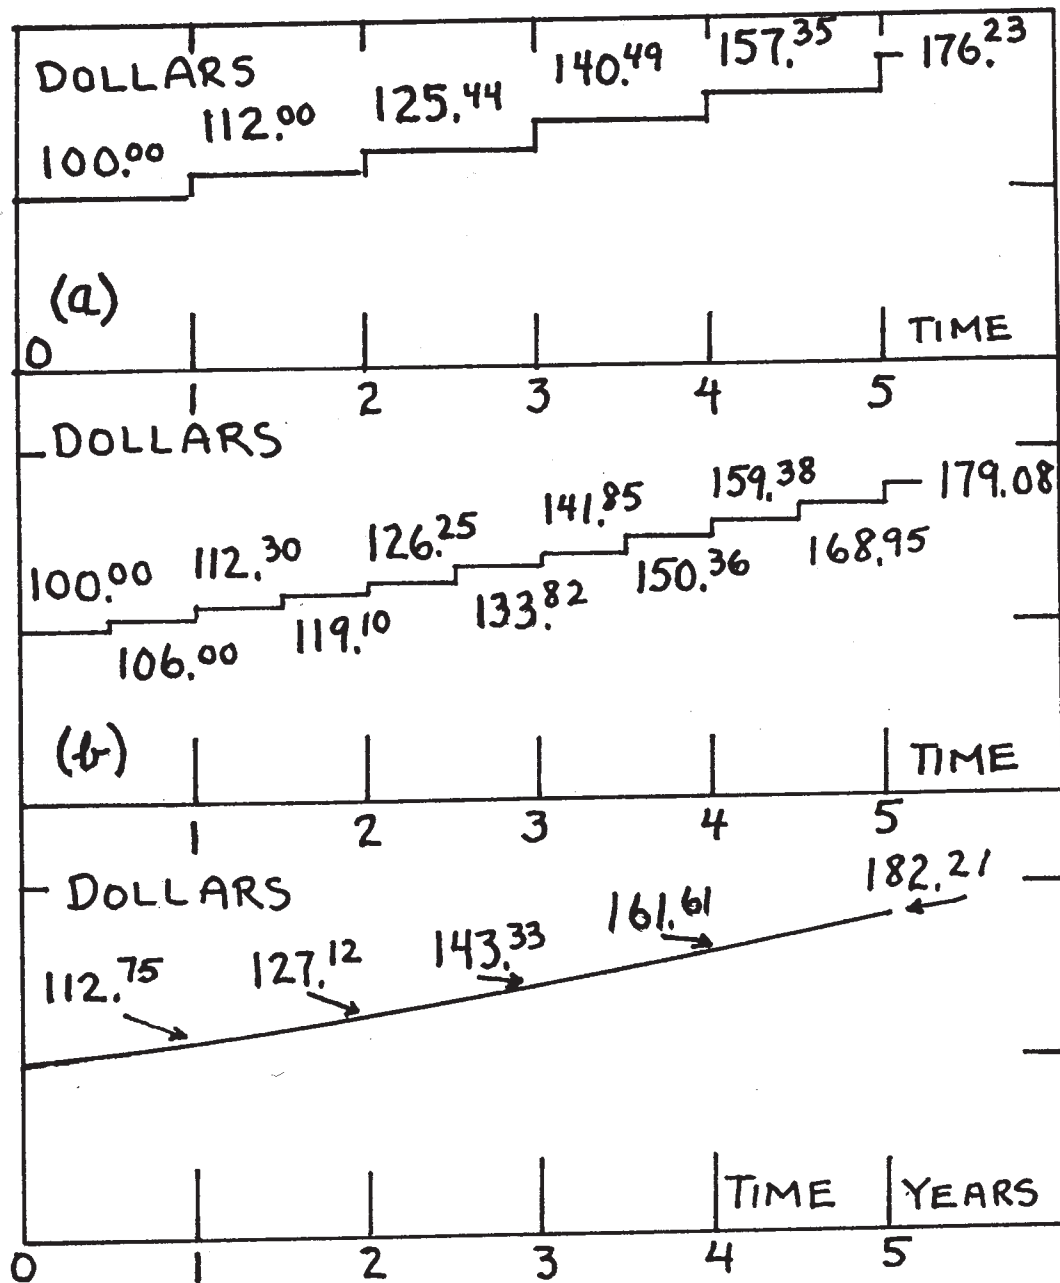 DOLLARS
100.00
112.00
125.44
140.49
157.35
176.23
(a)
0
TIME
1 2 3 4 5
DOLLARS
100.00
106.00
112.30
119.10
126.25
133.82
141.85
150.36
159.38
168.95
179.08
(b)
TIME
1 2 3 4 5
DOLLARS
112.75
127.12
143.33
161.61
182.21
TIME YEARS
0 1 2 3 4 5